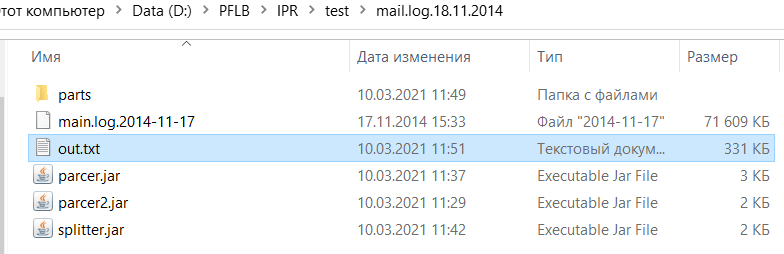 этот компьютер > Data (D:) > PFLB > IPR > test > mail.log.18.11.2014
Имя Дата изменения Тип Размер
parts 10.03.2021 11:49 Папка с файлами
main.log.2014-11-17 17.11.2014 15:33 Файл "2014-11-17" 71 609 КБ
out.txt 10.03.2021 11:51 Текстовый докум... 331 КБ
parcer.jar 10.03.2021 11:37 Executable Jar File 3 КБ
parcer2.jar 10.03.2021 11:29 Executable Jar File 2 КБ
splitter.jar 10.03.2021 11:42 Executable Jar File 2 КБ